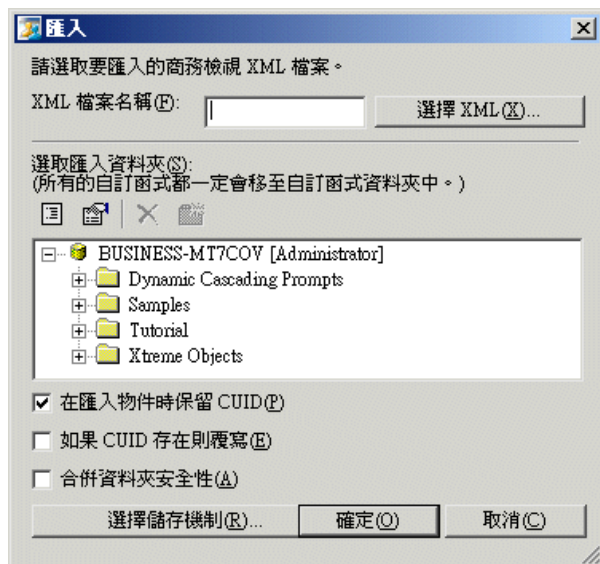 匯入
請選取要匯入的商務檢視 XML 檔案。
XML 檔案名稱(F):
選擇 XML(X)...
選取匯入資料夾(S):
(所有的自訂函式都一定會移至自訂函式資料夾中。)
BUSINESS-MT7COV [Administrator]
Dynamic Cascading Prompts
Samples
Tutorial
Xtreme Objects
在匯入物件時保留 CUID(P)
如果 CUID 存在則覆寫(E)
合併資料夾安全性(A)
選擇儲存機制(R)... 確定(O) 取消(C)